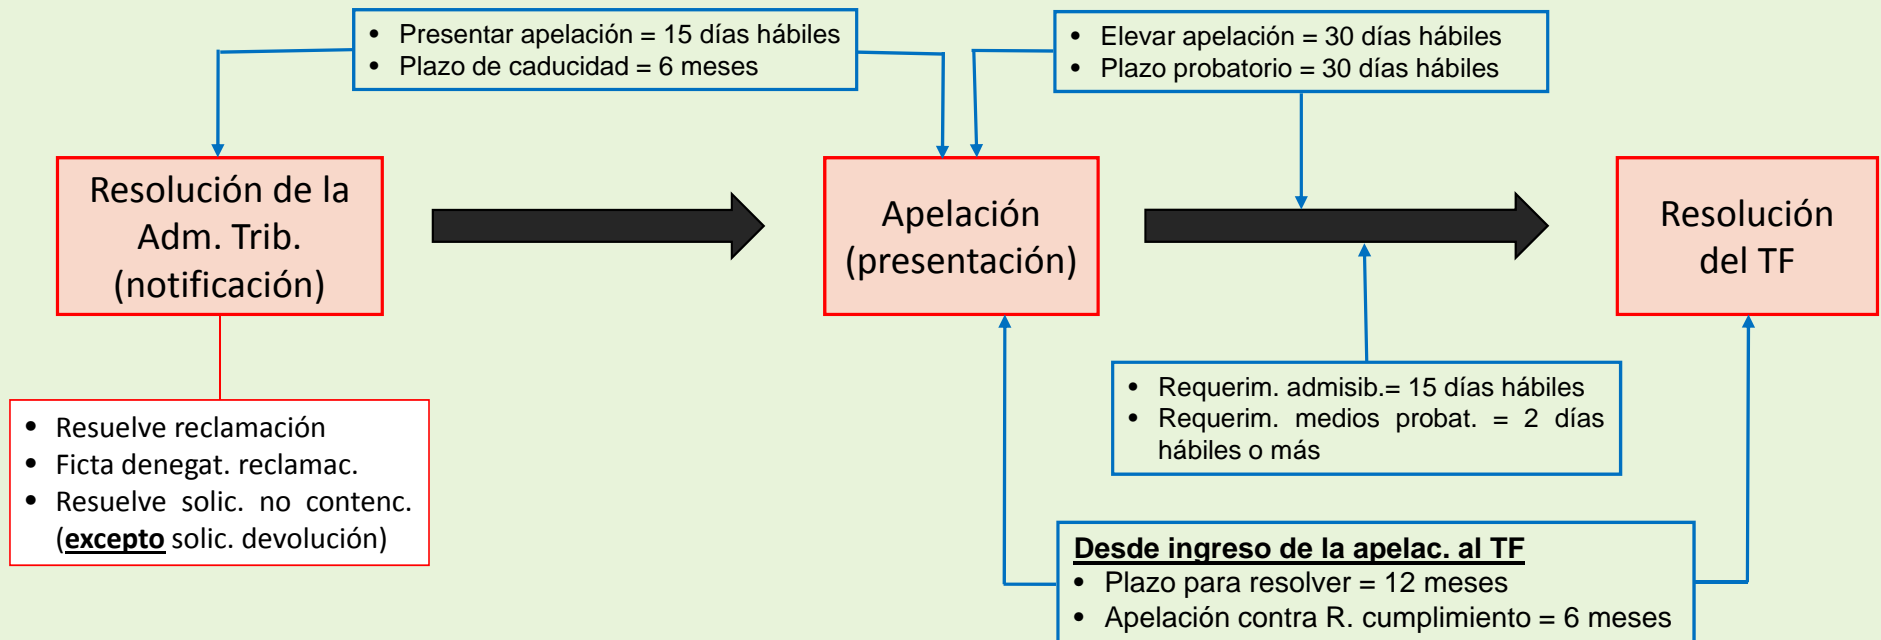 • Presentar apelación = 15 días hábiles
• Plazo de caducidad = 6 meses
• Elevar apelación = 30 días hábiles
• Plazo probatorio = 30 días hábiles
Resolución de la
Adm. Trib.
(notificación)
Apelación
(presentación)
Resolución
del TF
• Resuelve reclamación
• Ficta denegat. reclamac.
• Resuelve solic. no contenc.
(excepto solic. devolución)
• Requerim. admisib.= 15 días hábiles
• Requerim. medios probat. = 2 días
hábiles o más
Desde ingreso de la apelac. al TF
• Plazo para resolver = 12 meses
• Apelación contra R. cumplimiento = 6 meses